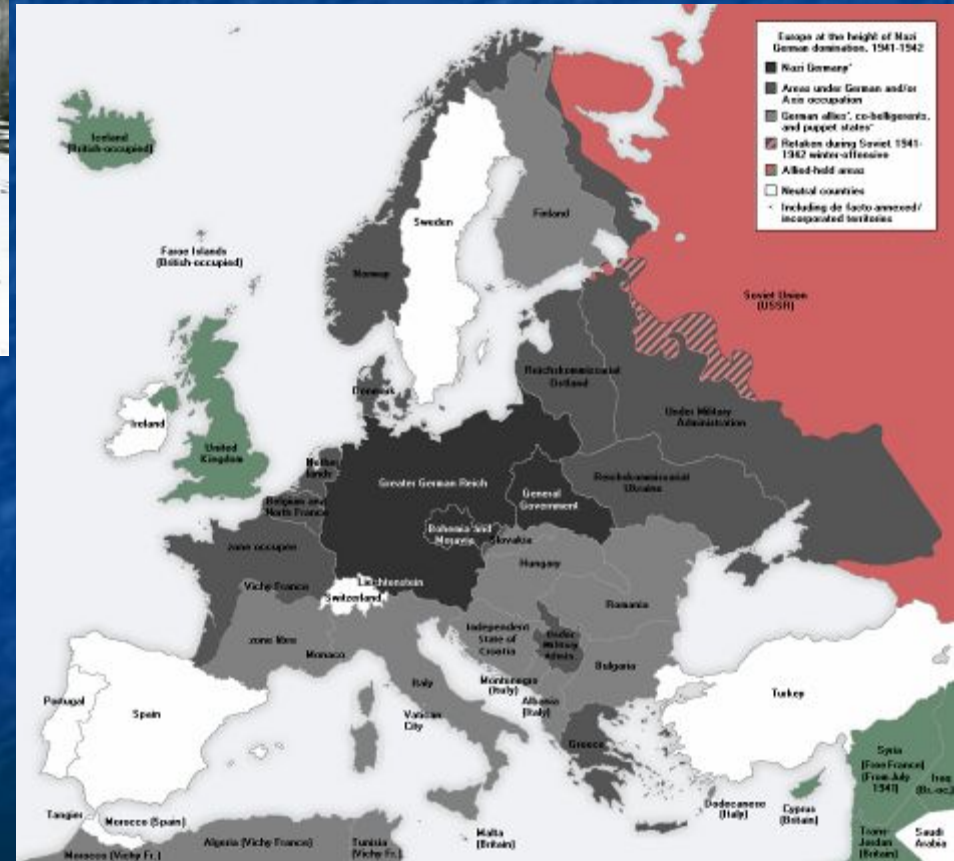 Europe at the height of Nazi
German domination, 1941-1942
Nazi Germany*
Areas under German and/or
Axis occupation
German allies*, co-belligerents,
and puppet states*
Retaken during Soviet 1941-
1942 winter-offensive
Allied-held areas
Neutral countries
* Including de facto annexed/
incorporated territories
Iceland
(British-occupied)
Faroe Islands
(British-occupied)
Sweden
Finland
Norway
Soviet Union
(USSR)
Denmark
Reichskommissariat
Ostland
Under Military
Administration
Ireland
United
Kingdom
Nether-
lands
Greater German Reich
General
Government
Reichskommissariat
Ukraine
Belgium and
North France
Bohemia and
Moravia
Slovakia
zone occupée
Hungary
Vichy France
Liechtenstein
Switzerland
Romania
zone libre
Monaco
Independent
State of
Croatia
Under
Military
Admin.
Bulgaria
Italy
Montenegro
(Italy)
Albania
(Italy)
Portugal
Spain
Vatican
City
Turkey
Greece
Syria
(Free France)
(From July
1941)
Iraq
(Br.-oc.)
Tangier
Morocco (Spain)
Malta
(Britain)
Dodecanese
(Italy)
Cyprus
(Britain)
Morocco (Vichy Fr.)
Algeria (Vichy France)
Tunisia
(Vichy Fr.)
Trans-
Jordan
(Britain)
Saudi
Arabia